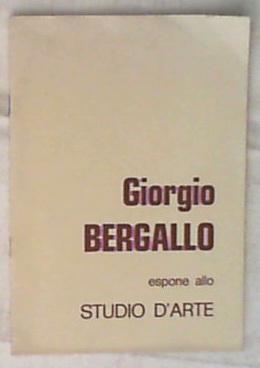 Giorgio
BERGALLO
espone allo
STUDIO D'ARTE